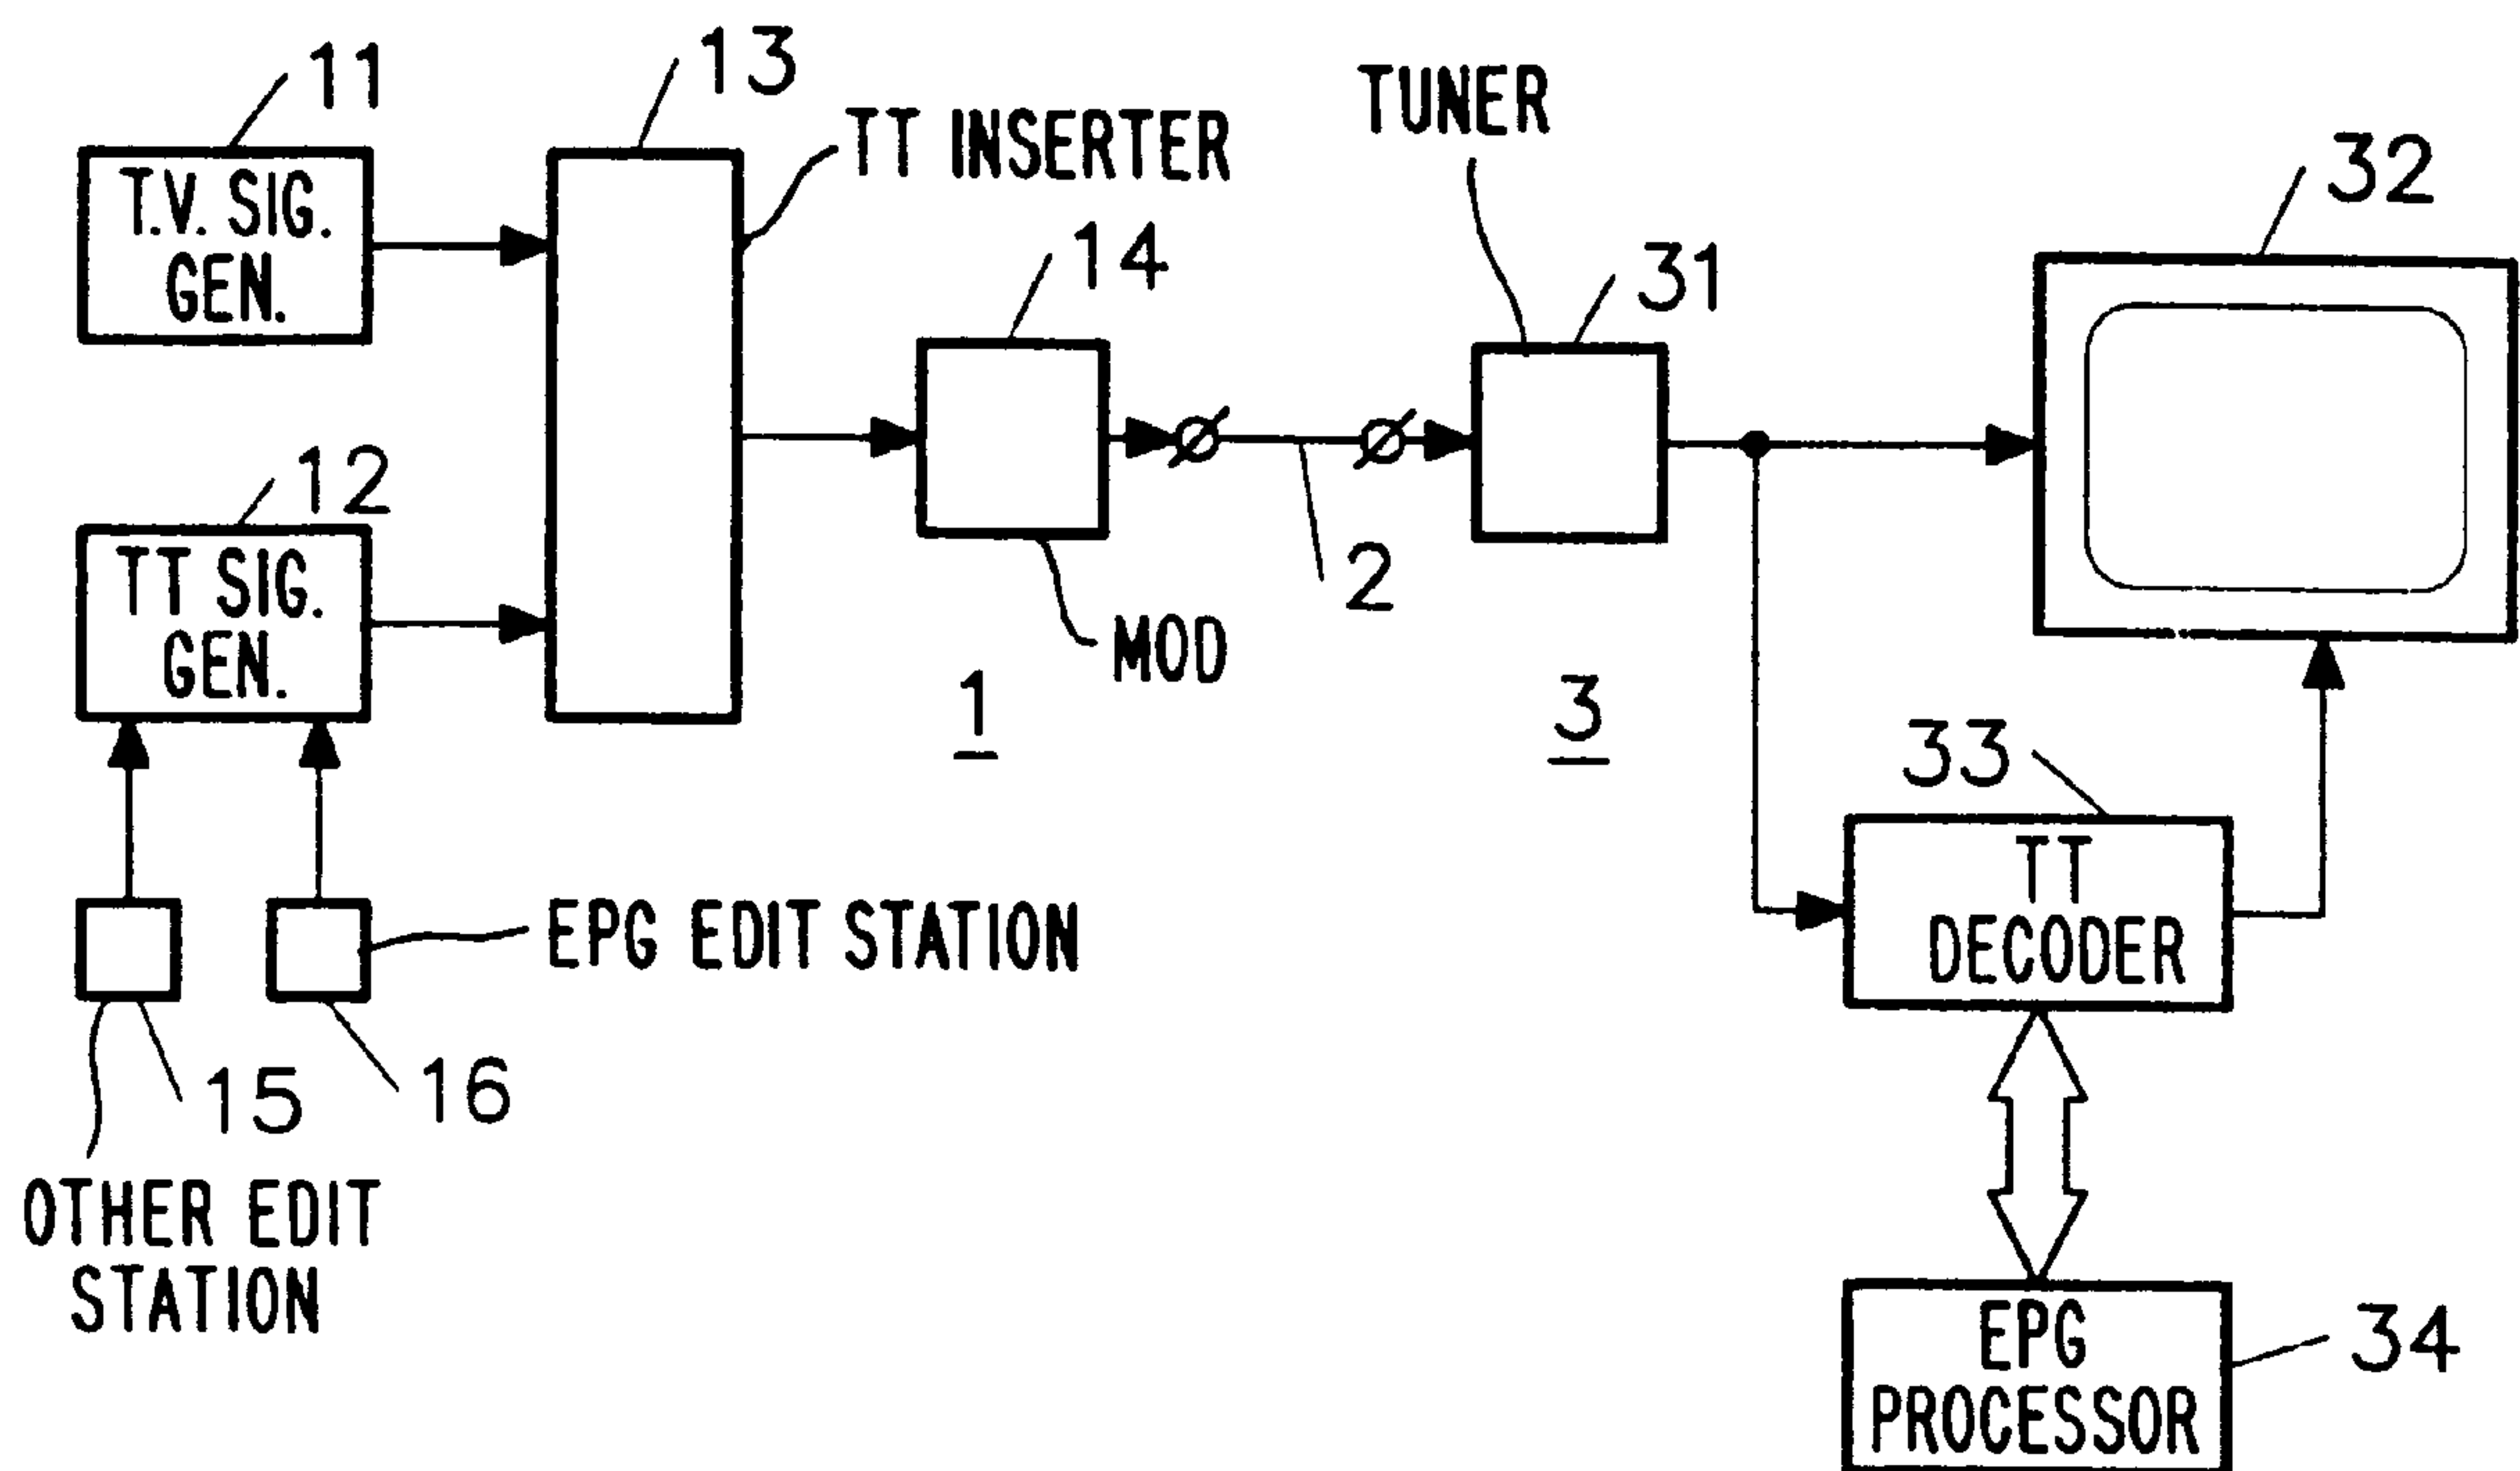 11
13
TT INSERTER
TUNER
32
T.V. SIG.
GEN.
14
31
12
TT SIG.
GEN.
2
MOD
1
3
33
TT
DECODER
EPG EDIT STATION
15
16
OTHER EDIT
STATION
EPG
PROCESSOR
34